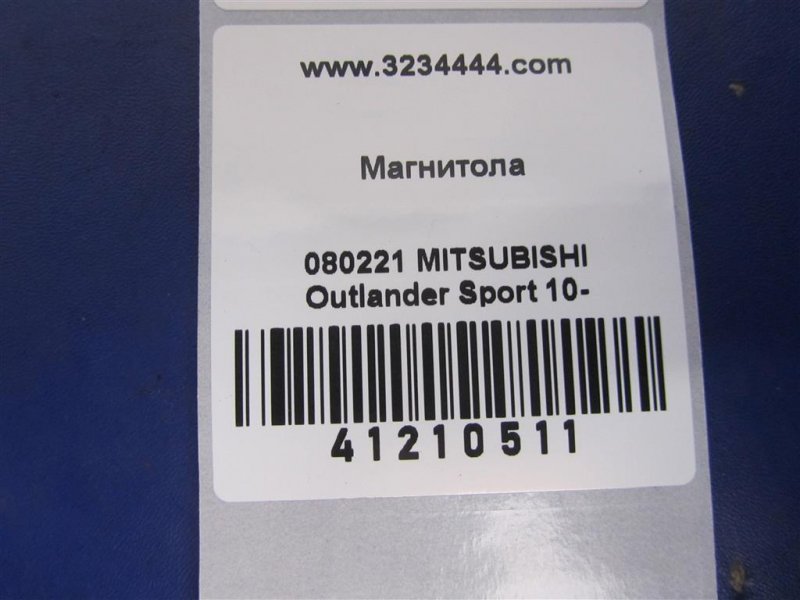 www.3234444.com
Магнитола
080221 MITSUBISHI
Outlander Sport 10-
41210511